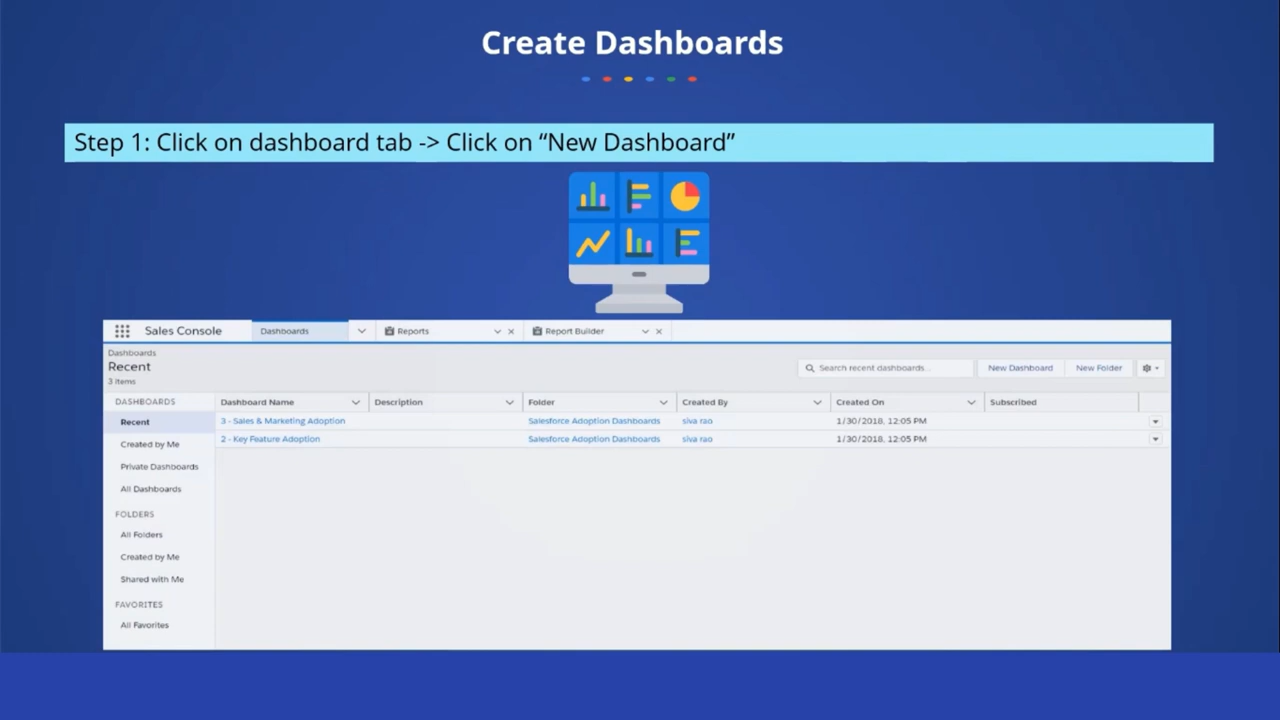 Create Dashboards
Step 1: Click on dashboard tab -> Click on “New Dashboard”
Sales Console Dashboards Reports Report Builder
Dashboards
Recent
3 items
Search recent dashboards... New Dashboard New Folder
DASHBOARDS Dashboard Name Description Folder Created By Created On Subscribed
Recent 3 - Sales & Marketing Adoption Salesforce Adoption Dashboards siva rao 1/30/2018, 12:05 PM
2 - Key Feature Adoption Salesforce Adoption Dashboards siva rao 1/30/2018, 12:05 PM
Created by Me
Private Dashboards
All Dashboards
FOLDERS
All Folders
Created by Me
Shared with Me
FAVORITES
All Favorites